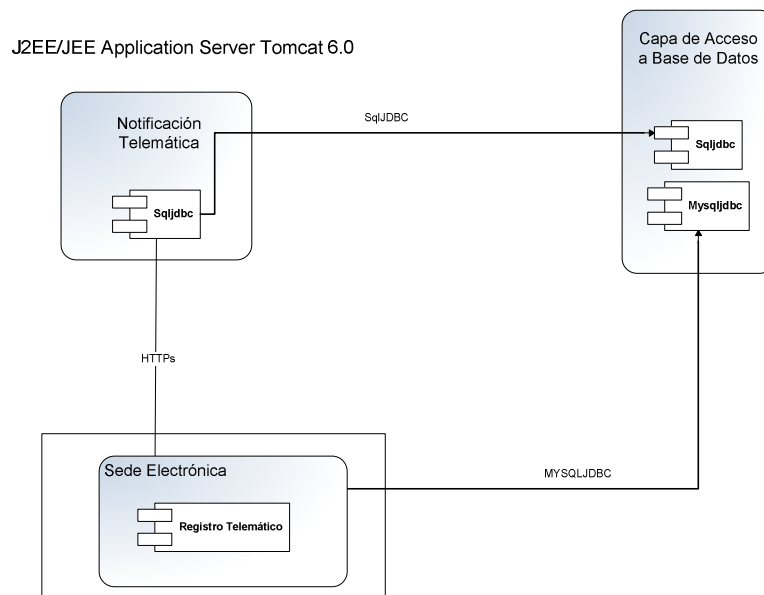 J2EE/JEE Application Server Tomcat 6.0
Capa de Acceso
a Base de Datos
SqlJDBC
Notificación
Telemática
Sqljdbc
Sqljdbc
Mysqljdbc
HTTPs
Sede Electrónica
MYSQLJDBC
Registro Telemático